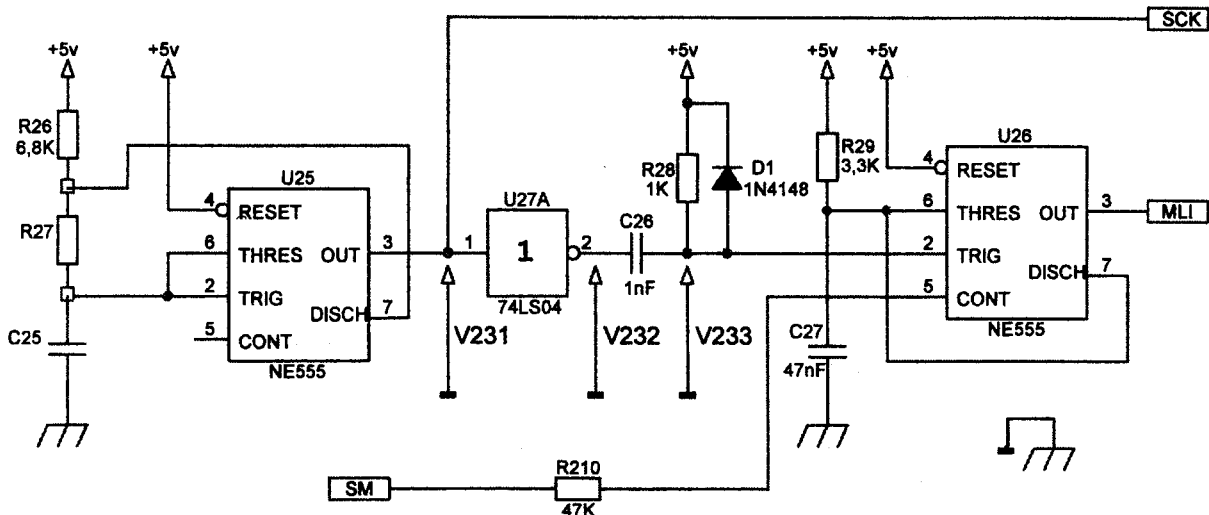 SCK
+5v
+5v
+5v
+5v
+5v
R26
6,8K
R27
C25
U25
4
RESET
6
THRES
OUT
3
2
TRIG
DISCH
7
5
CONT
NE555
U27A
1
1
2
74LS04
C26
1nF
R28
1K
D1
1N4148
R29
3,3K
U26
4
RESET
6
THRES
OUT
3
MLI
2
TRIG
DISCH
7
5
CONT
NE555
V231
V232
V233
C27
47nF
SM
R210
47K